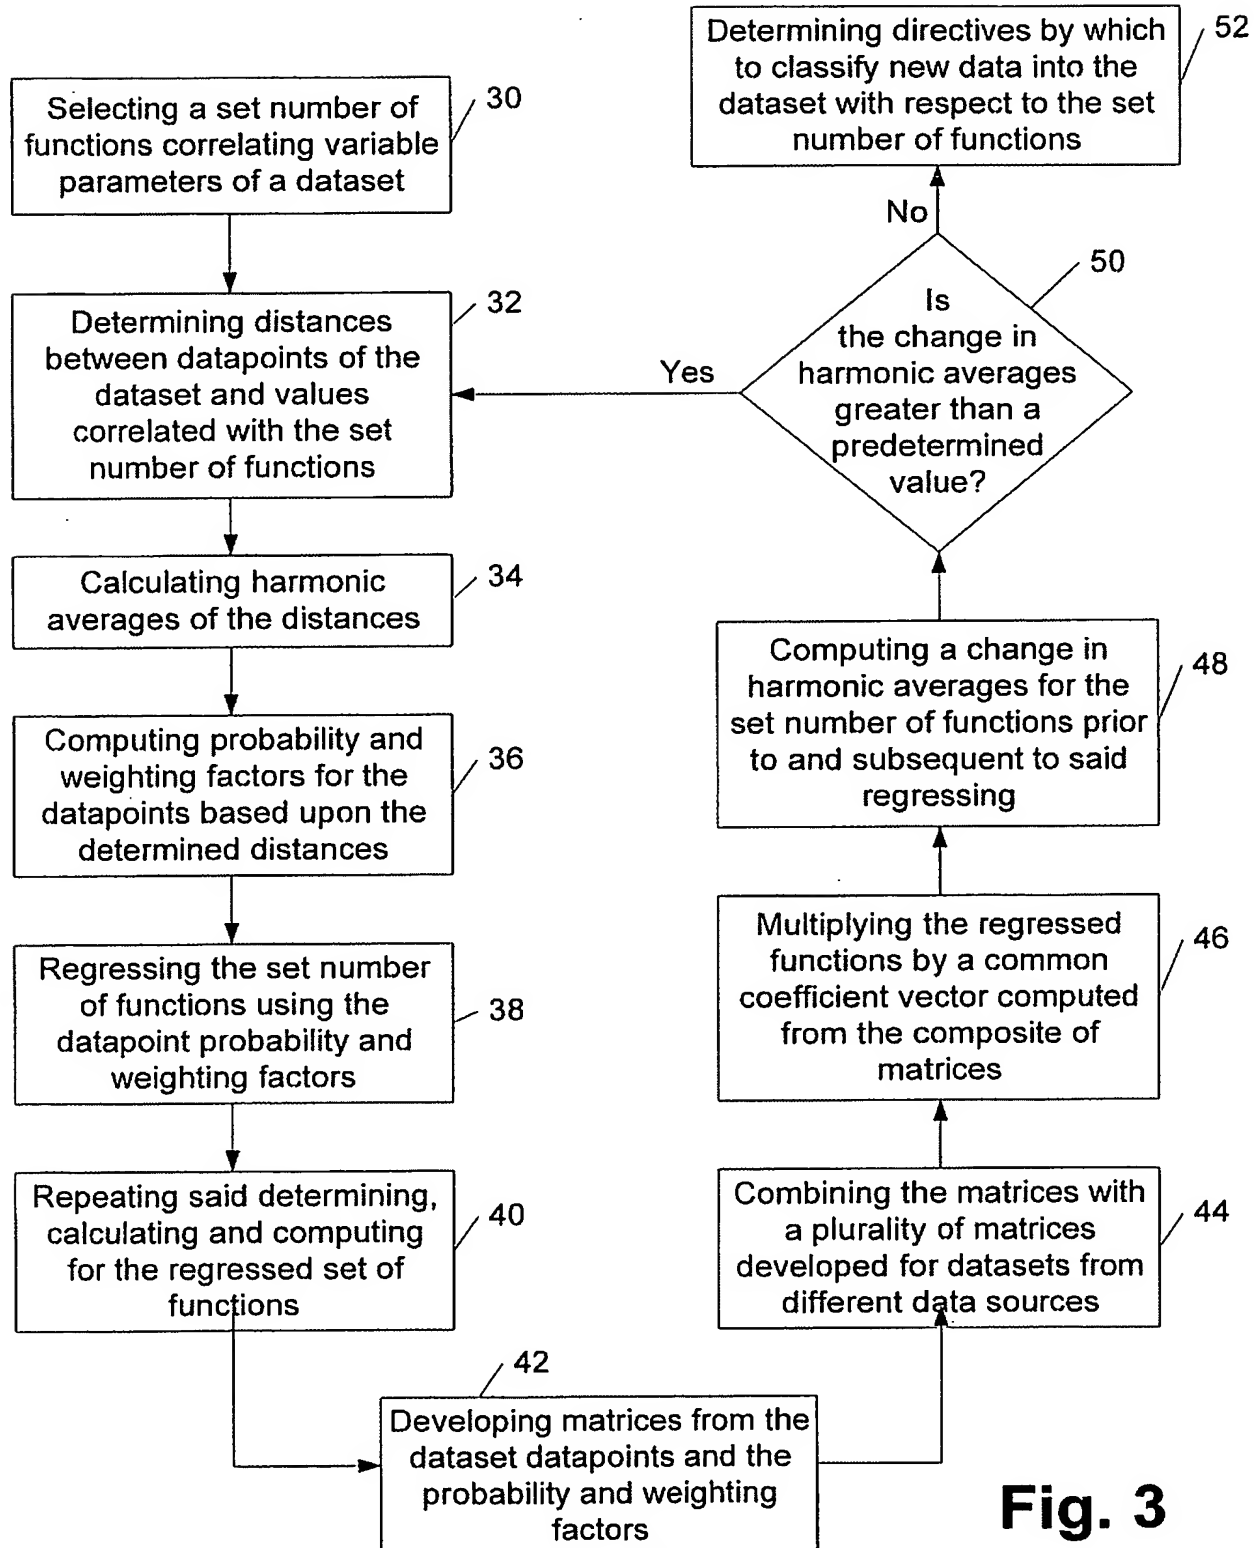 Selecting a set number of
functions correlating variable
parameters of a dataset
30
Determining distances
between datapoints of the
dataset and values
correlated with the set
number of functions
32
Calculating harmonic
averages of the distances
34
Computing probability and
weighting factors for the
datapoints based upon the
determined distances
36
Regressing the set number
of functions using the
datapoint probability and
weighting factors
38
Repeating said determining,
calculating and computing
for the regressed set of
functions
40
42
Developing matrices from the
dataset datapoints and the
probability and weighting
factors
Combining the matrices with
a plurality of matrices
developed for datasets from
different data sources
44
Multiplying the regressed
functions by a common
coefficient vector computed
from the composite of
matrices
46
Computing a change in
harmonic averages for the
set number of functions prior
to and subsequent to said
regressing
48
Is
the change in
harmonic averages
greater than a
predetermined
value?
50
Yes
No
Determining directives by which
to classify new data into the
dataset with respect to the set
number of functions
52
Fig. 3